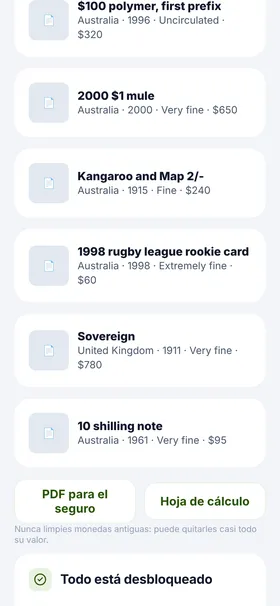 $100 polymer, first prefix
Australia · 1996 · Uncirculated ·
$320
2000 $1 mule
Australia · 2000 · Very fine · $650
Kangaroo and Map 2/-
Australia · 1915 · Fine · $240
1998 rugby league rookie card
Australia · 1998 · Extremely fine ·
$60
Sovereign
United Kingdom · 1911 · Very fine ·
$780
10 shilling note
Australia · 1961 · Very fine · $95
PDF para el
seguro
Hoja de cálculo
Nunca limpies monedas antiguas: puede quitarles casi todo
su valor.
Todo está desbloqueado